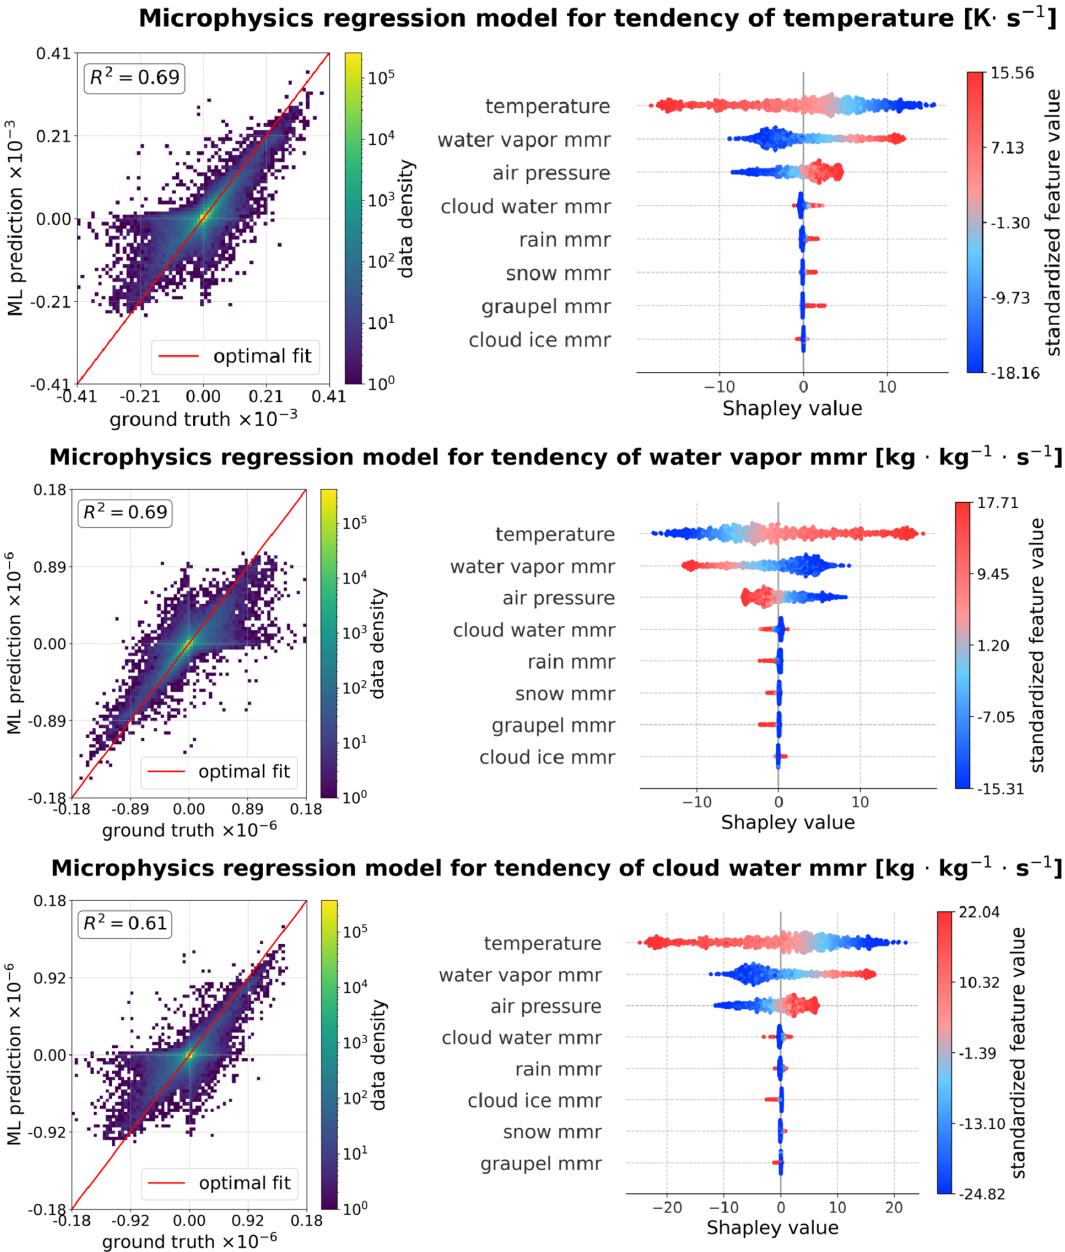 Microphysics regression model for tendency of temperature [K· s⁻¹]
R² = 0.69
0.41
0.21
0.00
-0.21
-0.41
ML prediction ×10⁻³
-0.41 -0.21 0.00 0.21 0.41
ground truth ×10⁻³
optimal fit
10⁵
10⁴
10³
10²
10¹
10⁰
data density
temperature
water vapor mmr
air pressure
cloud water mmr
rain mmr
snow mmr
graupel mmr
cloud ice mmr
−10 0 10
Shapley value
15.56
7.13
-1.30
-9.73
-18.16
standardized feature value
Microphysics regression model for tendency of water vapor mmr [kg · kg⁻¹ · s⁻¹]
R² = 0.69
0.18
0.89
0.00
-0.89
-0.18
ML prediction ×10⁻⁶
-0.18 -0.89 0.00 0.89 0.18
ground truth ×10⁻⁶
optimal fit
10⁵
10⁴
10³
10²
10¹
10⁰
data density
temperature
water vapor mmr
air pressure
cloud water mmr
rain mmr
snow mmr
graupel mmr
cloud ice mmr
−10 0 10
Shapley value
17.71
9.45
1.20
-7.05
-15.31
standardized feature value
Microphysics regression model for tendency of cloud water mmr [kg · kg⁻¹ · s⁻¹]
R² = 0.61
0.18
0.92
0.00
-0.92
-0.18
ML prediction ×10⁻⁶
-0.18 -0.92 0.00 0.92 0.18
ground truth ×10⁻⁶
optimal fit
10⁵
10⁴
10³
10²
10¹
10⁰
data density
temperature
water vapor mmr
air pressure
cloud water mmr
rain mmr
cloud ice mmr
snow mmr
graupel mmr
−20 −10 0 10 20
Shapley value
22.04
10.32
-1.39
-13.10
-24.82
standardized feature value